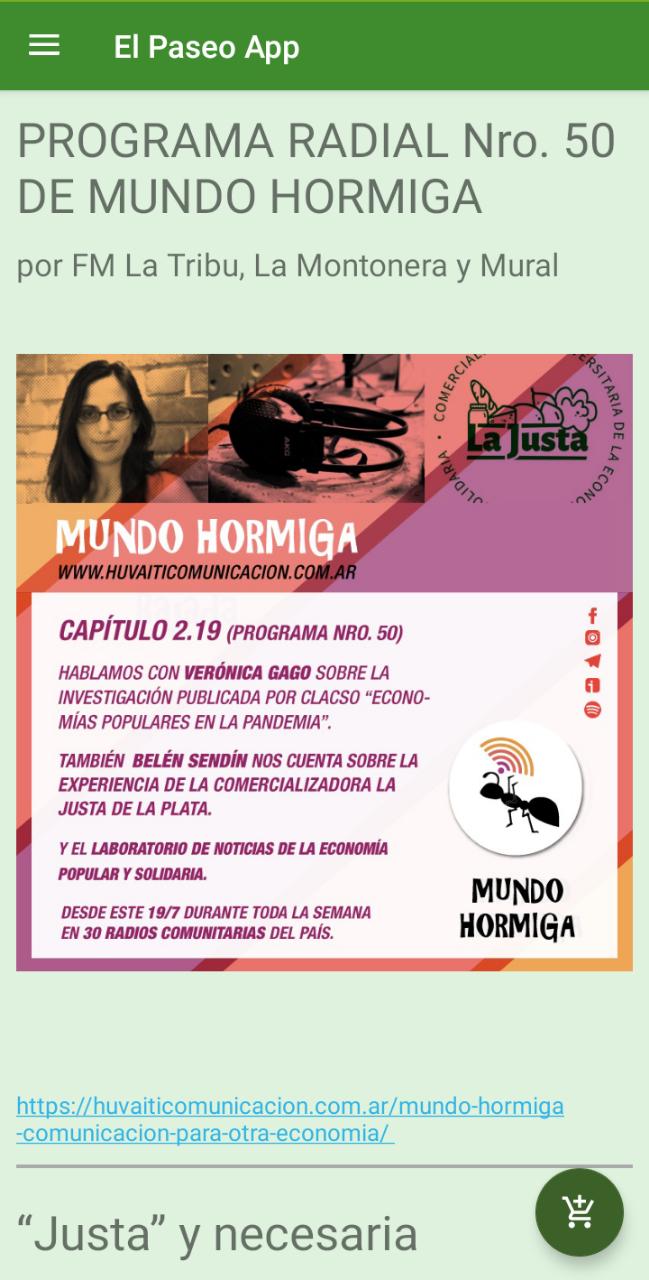 El Paseo App
PROGRAMA RADIAL Nro. 50
DE MUNDO HORMIGA
por FM La Tribu, La Montonera y Mural
La Justa
AKG
MUNDO HORMIGA
WWW.HUVAITICOMUNICACION.COM.AR
CAPÍTULO 2.19 (PROGRAMA NRO. 50)
HABLAMOS CON VERÓNICA GAGO SOBRE LA
INVESTIGACIÓN PUBLICADA POR CLACSO “ECONO-
MÍAS POPULARES EN LA PANDEMIA”.
TAMBIÉN BELÉN SENDÍN NOS CUENTA SOBRE LA
EXPERIENCIA DE LA COMERCIALIZADORA LA
JUSTA DE LA PLATA.
Y EL LABORATORIO DE NOTICIAS DE LA ECONOMÍA
POPULAR Y SOLIDARIA.
DESDE ESTE 19/7 DURANTE TODA LA SEMANA
EN 30 RADIOS COMUNITARIAS DEL PAÍS.
MUNDO
HORMIGA
https://huvaiticomunicacion.com.ar/mundo-hormiga
-comunicacion-para-otra-economia/
“Justa” y necesaria